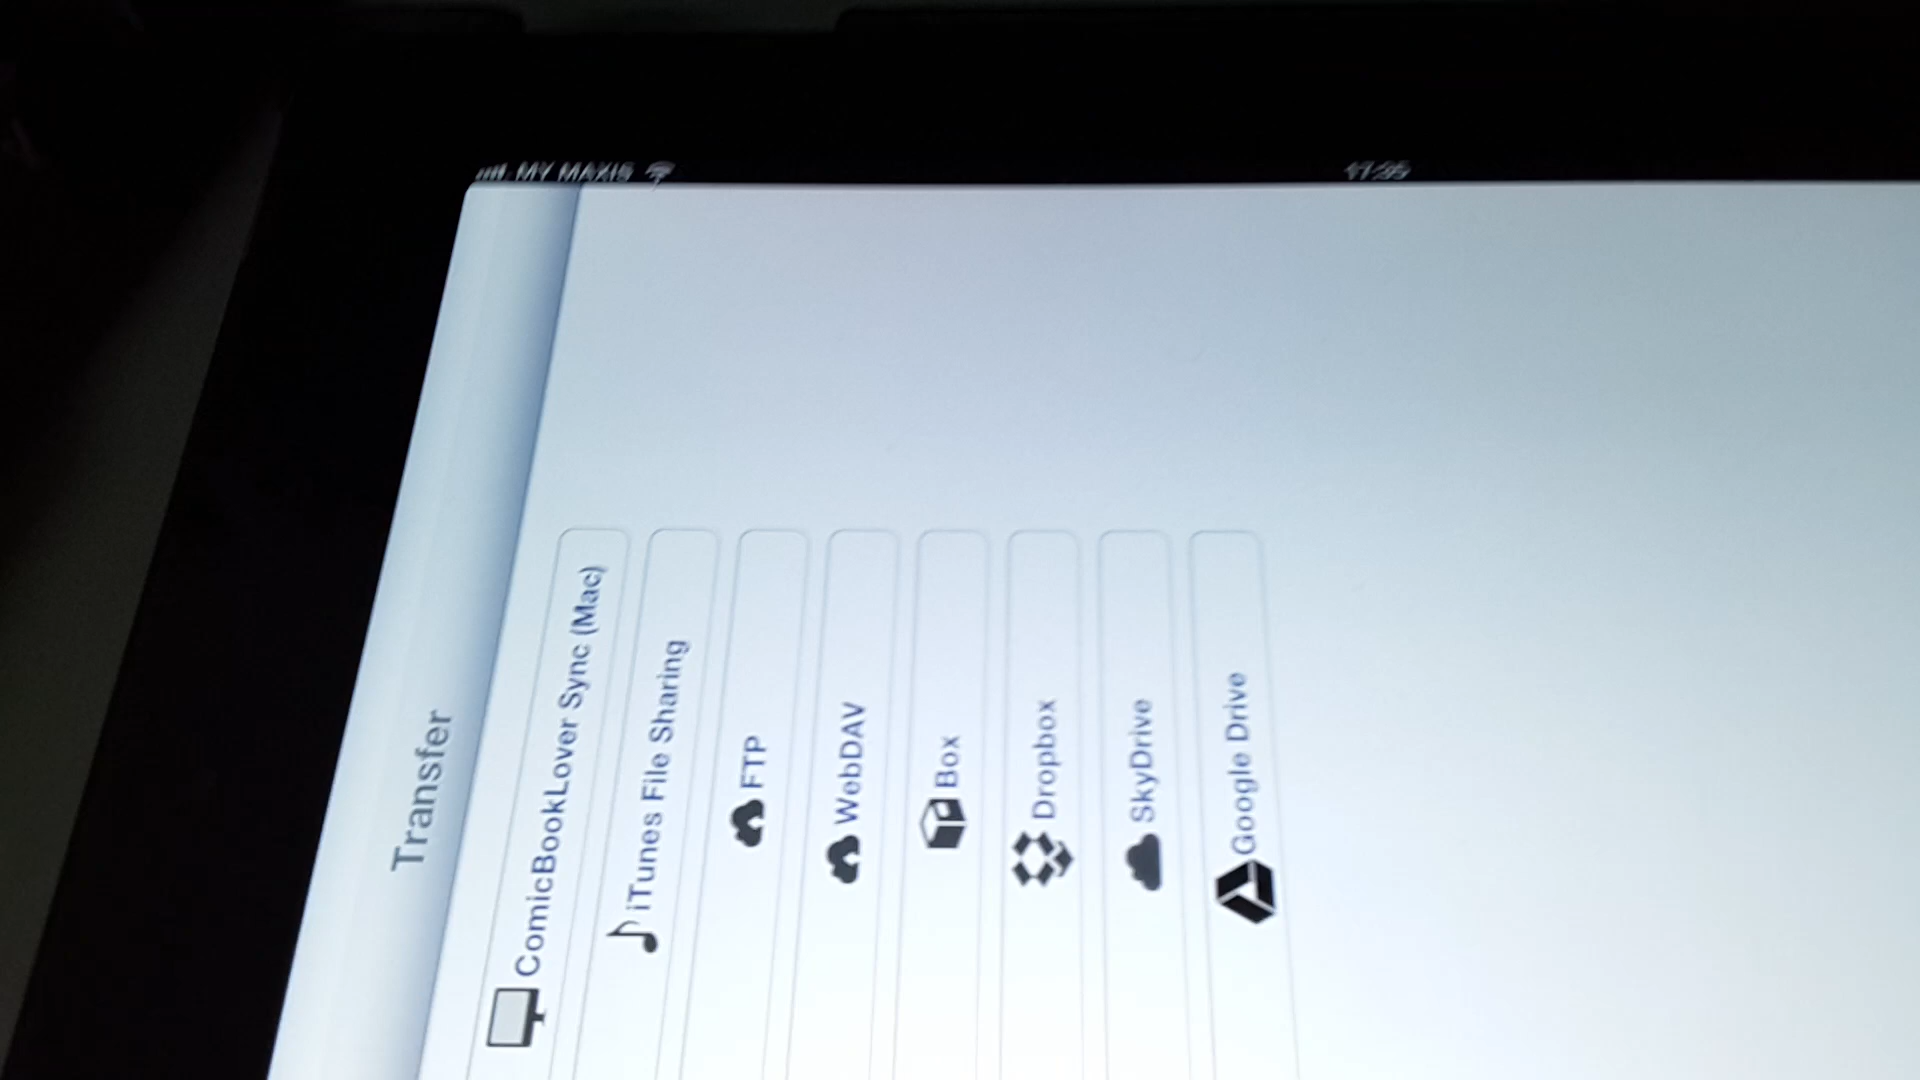 MY MAXIS
Transfer
ComicBookLover Sync (Mac)
iTunes File Sharing
FTP
WebDAV
Box
Dropbox
SkyDrive
Google Drive